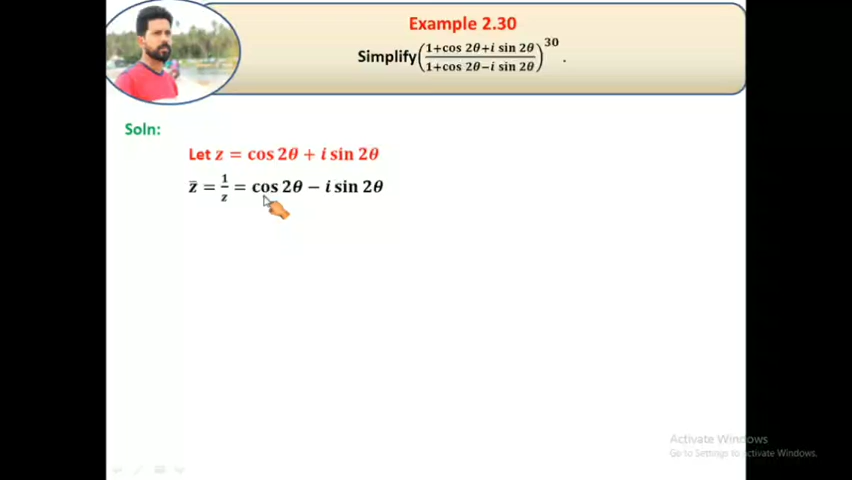 Example 2.30
Simplify((1+cos 2θ+i sin 2θ)/(1+cos 2θ−i sin 2θ))^30 .
Soln:
Let z = cos 2θ + i sin 2θ
z̄ = 1/z = cos 2θ − i sin 2θ
Activate Windows
Go to Settings to activate Windows.